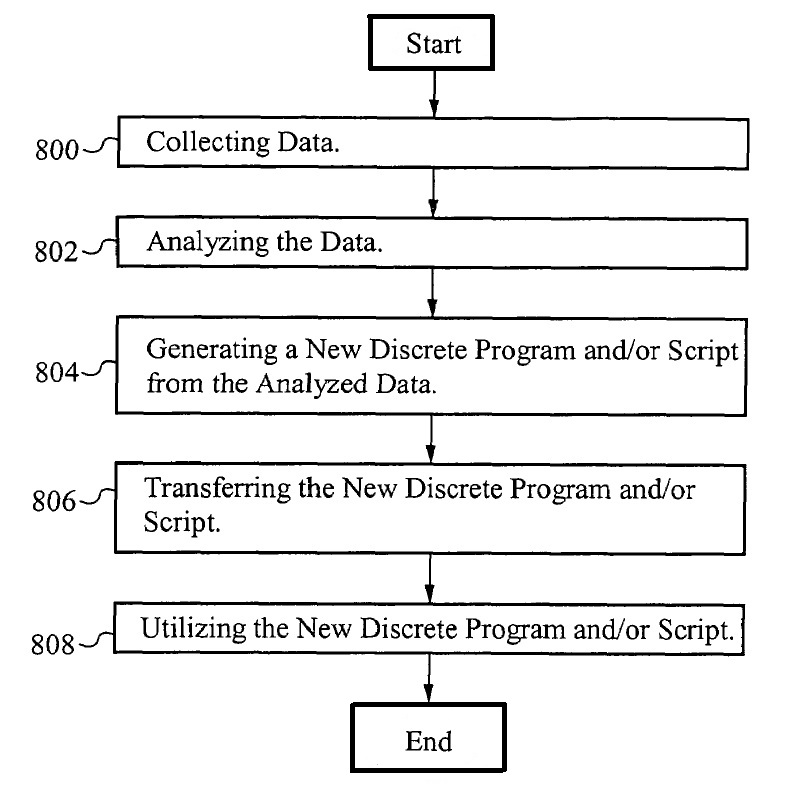 Start
800
Collecting Data.
802
Analyzing the Data.
804
Generating a New Discrete Program and/or Script
from the Analyzed Data.
806
Transferring the New Discrete Program and/or
Script.
808
Utilizing the New Discrete Program and/or Script.
End